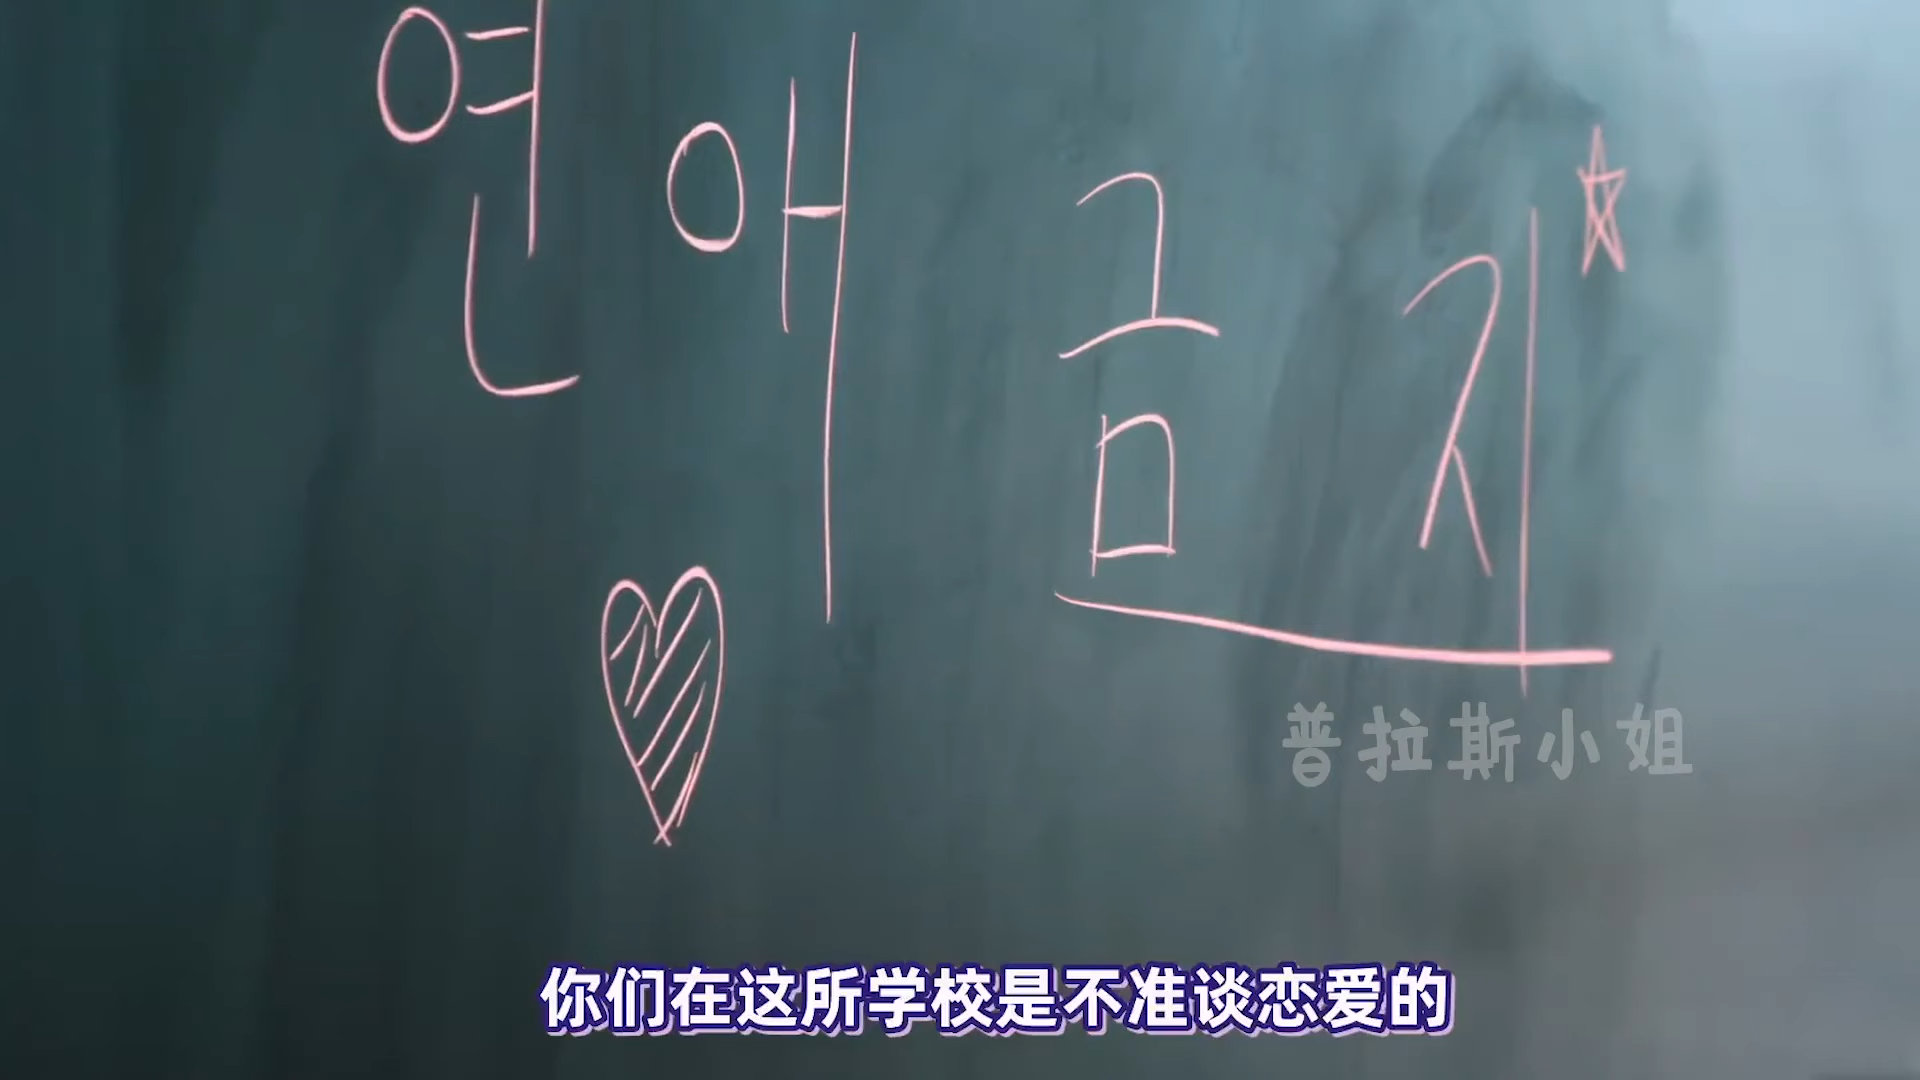 연애금지
普拉斯小姐
你们在这所学校是不准谈恋爱的